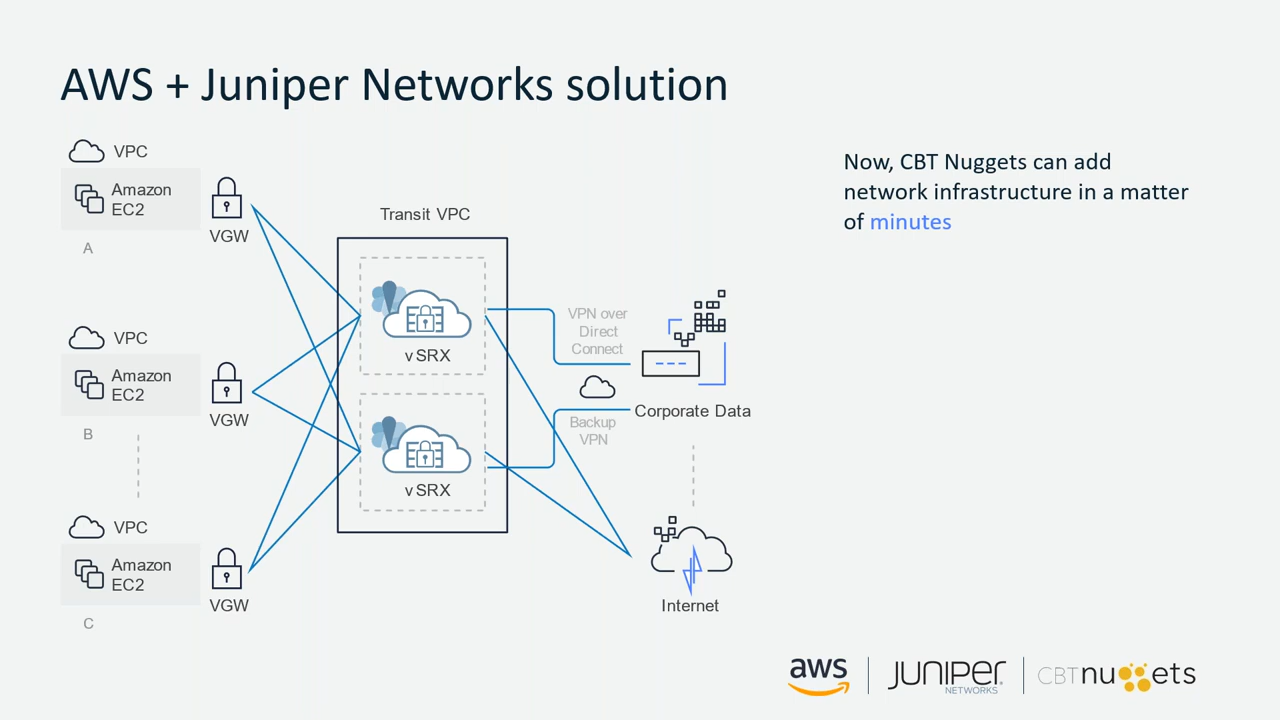 AWS + Juniper Networks solution
VPC
Amazon
EC2
VGW
A
VPC
Amazon
EC2
VGW
B
VPC
Amazon
EC2
VGW
C
Transit VPC
vSRX
vSRX
VPN over
Direct
Connect
Backup
VPN
Corporate Data
Internet
Now, CBT Nuggets can add
network infrastructure in a matter
of minutes
aws
JUNIPER
NETWORKS
CBTnuggets